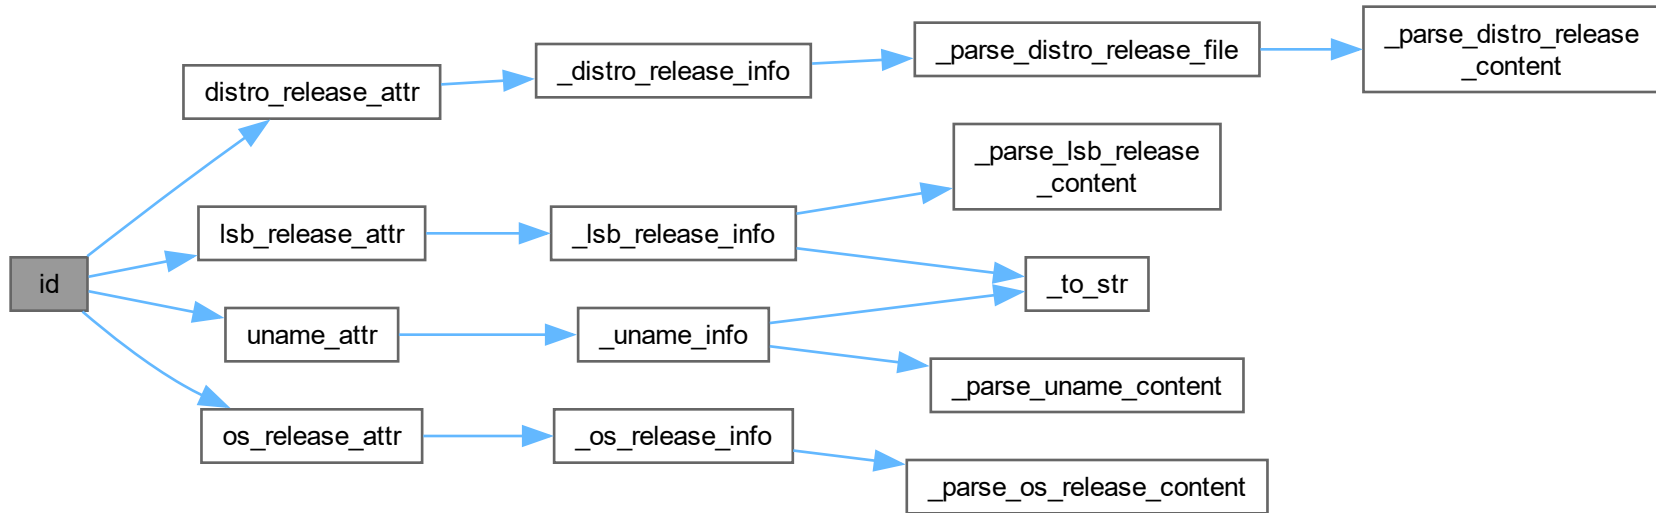 id
distro_release_attr
_distro_release_info
_parse_distro_release_file
_parse_distro_release
_content
lsb_release_attr
_lsb_release_info
_parse_lsb_release
_content
_to_str
uname_attr
_uname_info
_parse_uname_content
os_release_attr
_os_release_info
_parse_os_release_content